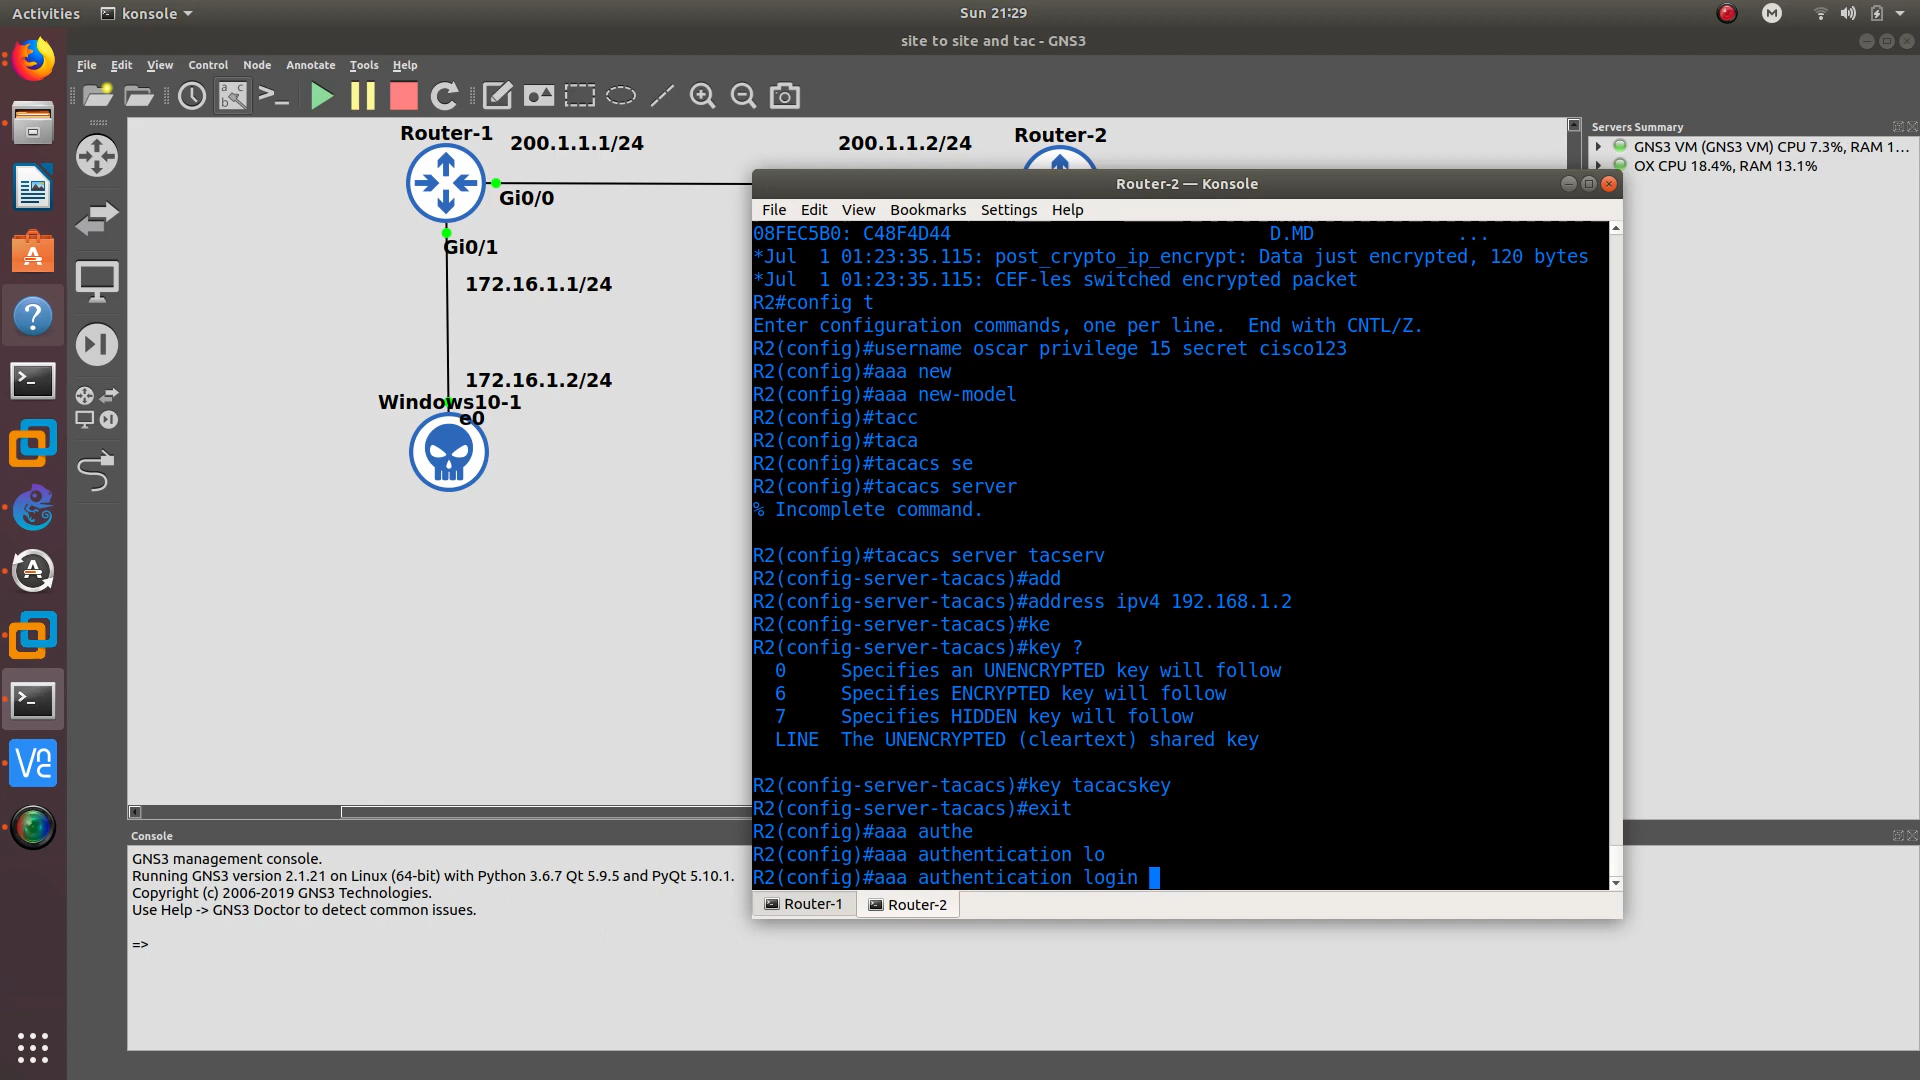 Activities
konsole
Sun 21:29
M
site to site and tac - GNS3
File Edit View Control Node Annotate Tools Help
Router-1
200.1.1.1/24
200.1.1.2/24
Router-2
Gi0/0
Gi0/1
172.16.1.1/24
172.16.1.2/24
Windows10-1
e0
Servers Summary
GNS3 VM (GNS3 VM) CPU 7.3%, RAM 1...
OX CPU 18.4%, RAM 13.1%
Router-2 — Konsole
File Edit View Bookmarks Settings Help
08FEC5B0: C48F4D44 D.MD ...
*Jul 1 01:23:35.115: post_crypto_ip_encrypt: Data just encrypted, 120 bytes
*Jul 1 01:23:35.115: CEF-les switched encrypted packet
R2#config t
Enter configuration commands, one per line. End with CNTL/Z.
R2(config)#username oscar privilege 15 secret cisco123
R2(config)#aaa new
R2(config)#aaa new-model
R2(config)#tacc
R2(config)#taca
R2(config)#tacacs se
R2(config)#tacacs server
% Incomplete command.
R2(config)#tacacs server tacserv
R2(config-server-tacacs)#add
R2(config-server-tacacs)#address ipv4 192.168.1.2
R2(config-server-tacacs)#ke
R2(config-server-tacacs)#key ?
0 Specifies an UNENCRYPTED key will follow
6 Specifies ENCRYPTED key will follow
7 Specifies HIDDEN key will follow
LINE The UNENCRYPTED (cleartext) shared key
R2(config-server-tacacs)#key tacacskey
R2(config-server-tacacs)#exit
R2(config)#aaa authe
R2(config)#aaa authentication lo
R2(config)#aaa authentication login
Router-1
Router-2
Console
GNS3 management console.
Running GNS3 version 2.1.21 on Linux (64-bit) with Python 3.6.7 Qt 5.9.5 and PyQt 5.10.1.
Copyright (c) 2006-2019 GNS3 Technologies.
Use Help -> GNS3 Doctor to detect common issues.
=>